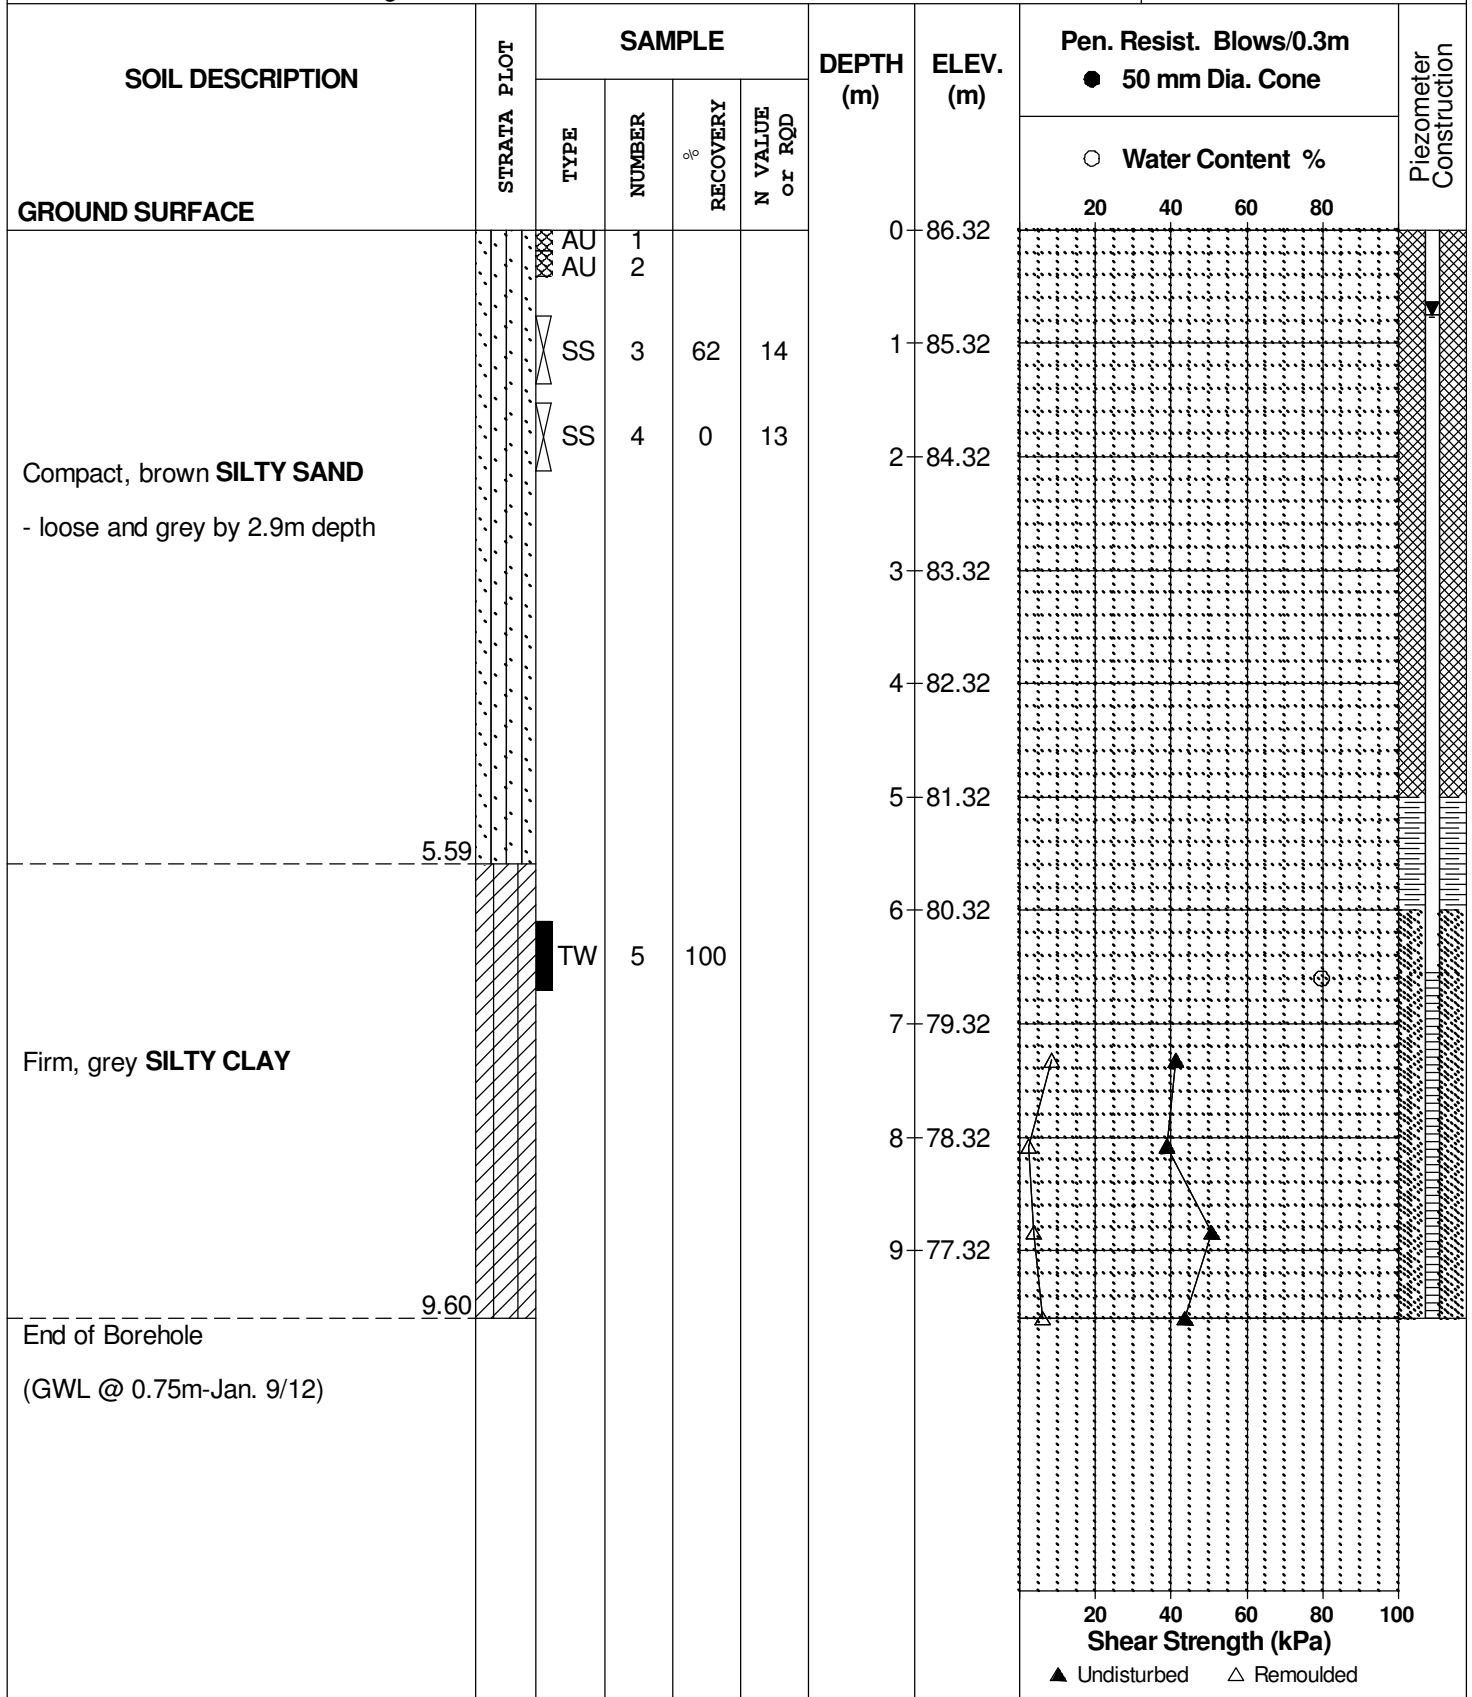 SOIL DESCRIPTION
GROUND SURFACE
STRATA PLOT
SAMPLE
TYPE
NUMBER
%
RECOVERY
N VALUE
or RQD
DEPTH
(m)
ELEV.
(m)
Pen. Resist. Blows/0.3m
● 50 mm Dia. Cone
○ Water Content %
20 40 60 80
Piezometer
Construction
0 86.32
AU 1
AU 2
SS 3 62 14
1 85.32
SS 4 0 13
2 84.32
Compact, brown SILTY SAND
- loose and grey by 2.9m depth
3 83.32
4 82.32
5 81.32
5.59
6 80.32
TW 5 100
7 79.32
Firm, grey SILTY CLAY
8 78.32
9 77.32
9.60
End of Borehole
(GWL @ 0.75m-Jan. 9/12)
20 40 60 80 100
Shear Strength (kPa)
▲ Undisturbed △ Remoulded